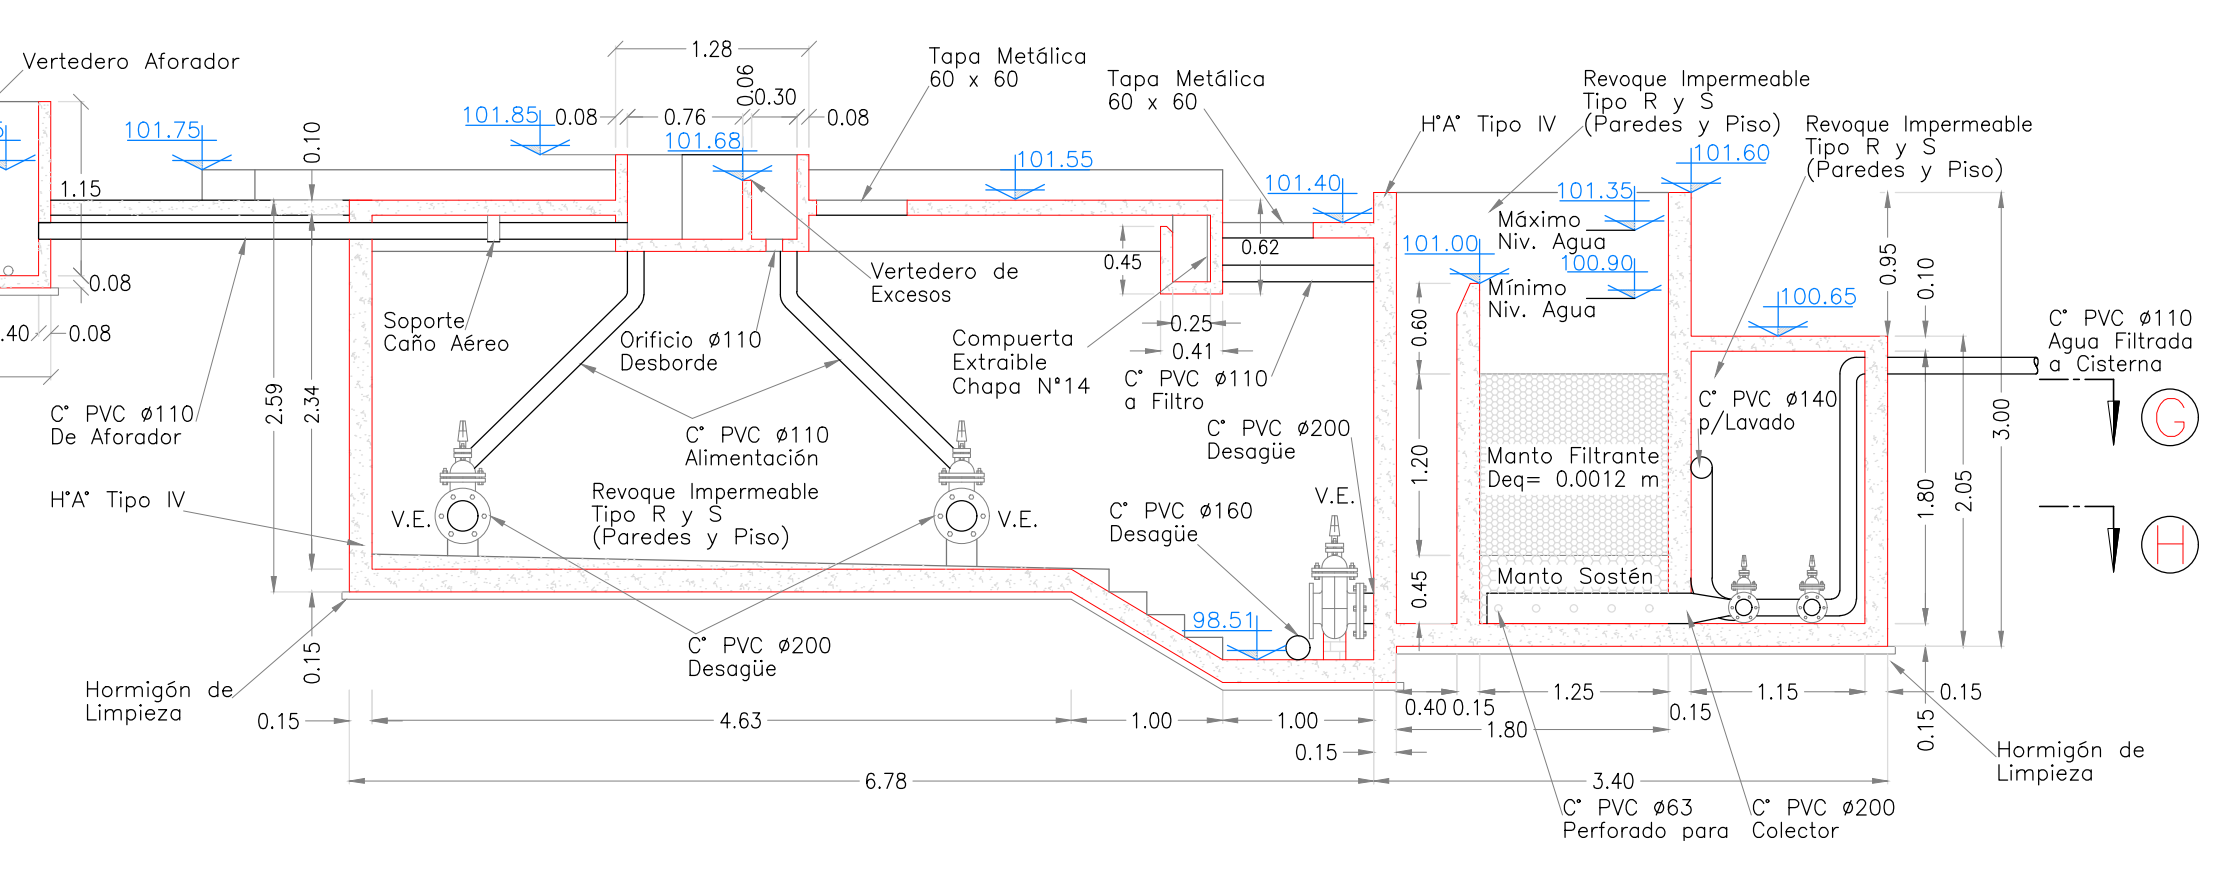 Vertedero Aforador
1.28
Tapa Metálica
60 x 60
Tapa Metálica
60 x 60
Revoque Impermeable
Tipo R y S
(Paredes y Piso)
H°A° Tipo IV
Revoque Impermeable
Tipo R y S
(Paredes y Piso)
0.06
0.30
0.08
0.76
0.08
101.75
101.85
101.68
101.55
101.40
101.35
101.60
0.10
1.15
Máximo
Niv. Agua
101.00
100.90
Mínimo
Niv. Agua
100.65
0.62
0.45
0.95
0.10
0.08
.40
0.08
Vertedero de
Excesos
Soporte
Caño Aéreo
Orificio ø110
Desborde
Compuerta
Extraible
Chapa N°14
0.25
0.41
C° PVC ø110
a Filtro
0.60
C° PVC ø110
Agua Filtrada
a Cisterna
2.59
2.34
C° PVC ø110
De Aforador
C° PVC ø110
Alimentación
C° PVC ø200
Desagüe
C° PVC ø140
p/Lavado
3.00
G
1.20
Manto Filtrante
Deq= 0.0012 m
H°A° Tipo IV
Revoque Impermeable
Tipo R y S
(Paredes y Piso)
V.E.
V.E.
V.E.
C° PVC ø160
Desagüe
1.80
2.05
H
0.45
Manto Sostén
98.51
0.15
C° PVC ø200
Desagüe
Hormigón de
Limpieza
0.15
4.63
1.00
1.00
0.40
0.15
1.25
0.15
1.15
0.15
1.80
0.15
0.15
Hormigón de
Limpieza
6.78
3.40
C° PVC ø63
Perforado para
C° PVC ø200
Colector